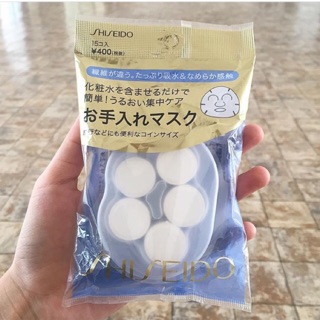 SHISEIDO
15コ入
¥400(税抜)
繊維が違う。たっぷり吸水&なめらか感触
化粧水を含ませるだけで
簡単!うるおい集中ケア
お手入れマスク
旅行などにも便利なコインサイズ
SHISEIDO